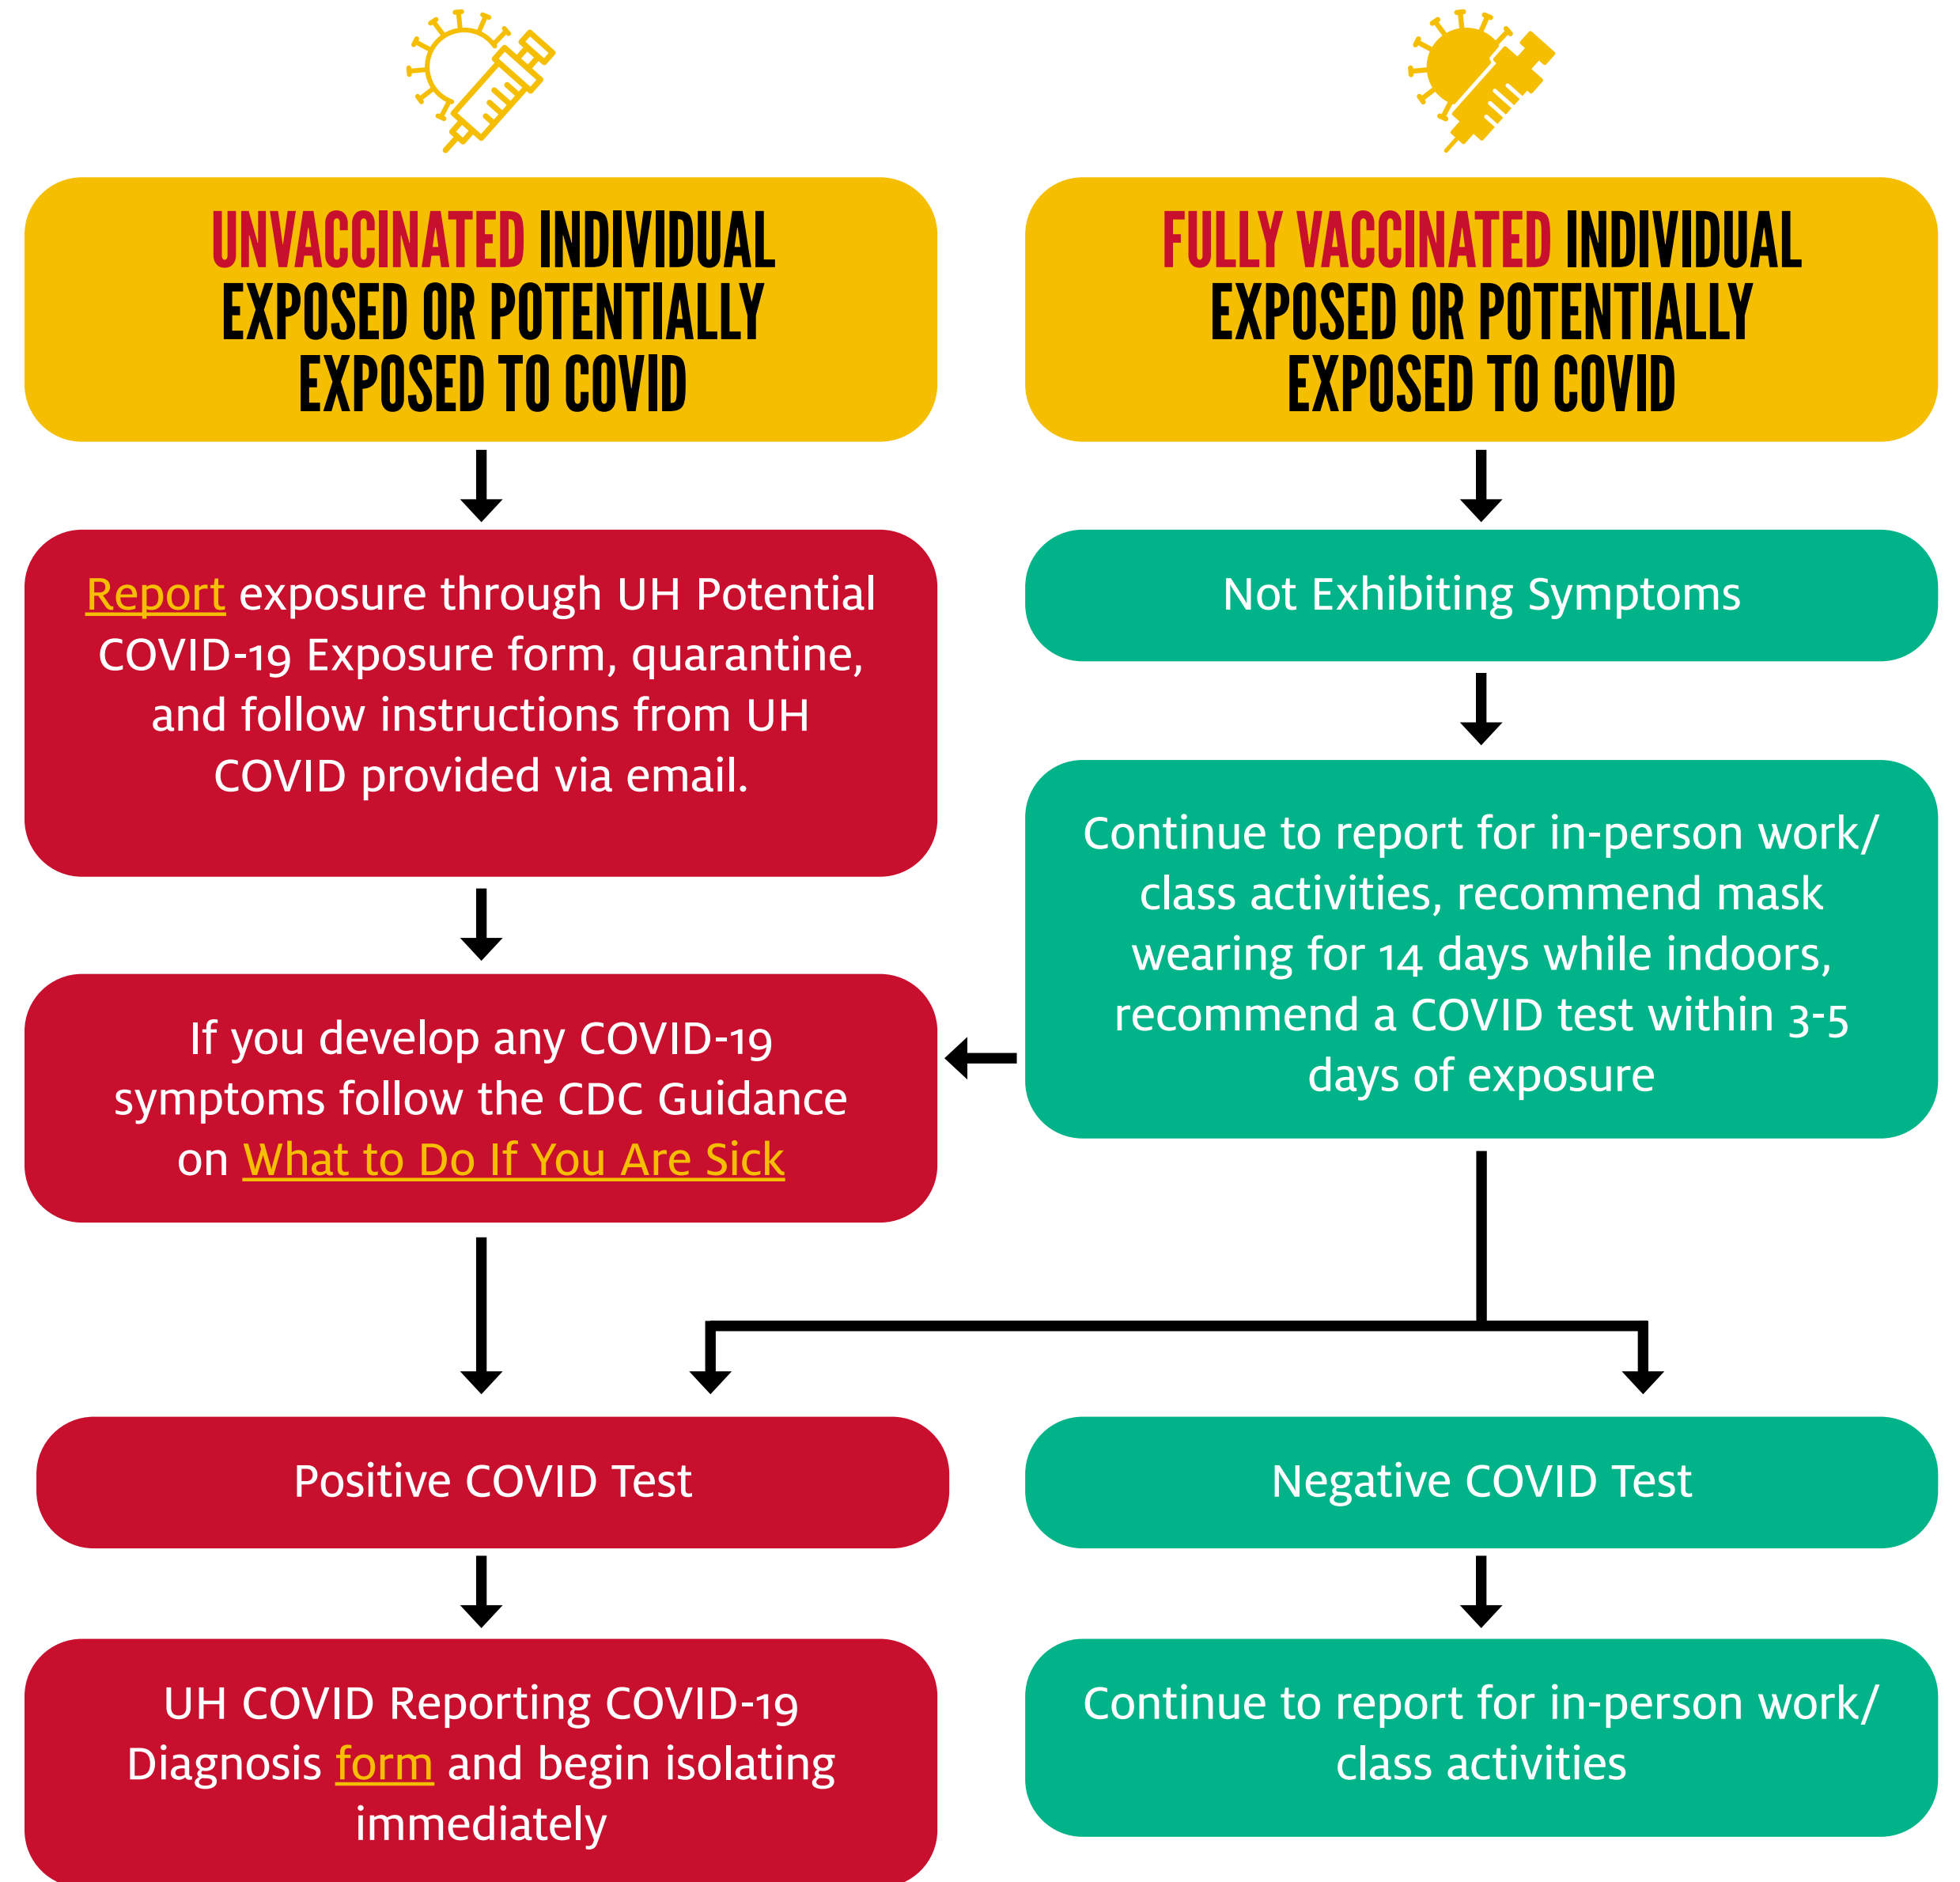 UNVACCINATED INDIVIDUAL
EXPOSED OR POTENTIALLY
EXPOSED TO COVID
Report exposure through UH Potential
COVID-19 Exposure form, quarantine,
and follow instructions from UH
COVID provided via email.
If you develop any COVID-19
symptoms follow the CDC Guidance
on What to Do If You Are Sick
Positive COVID Test
UH COVID Reporting COVID-19
Diagnosis form and begin isolating
immediately
FULLY VACCINATED INDIVIDUAL
EXPOSED OR POTENTIALLY
EXPOSED TO COVID
Not Exhibiting Symptoms
Continue to report for in-person work/
class activities, recommend mask
wearing for 14 days while indoors,
recommend a COVID test within 3-5
days of exposure
Negative COVID Test
Continue to report for in-person work/
class activities